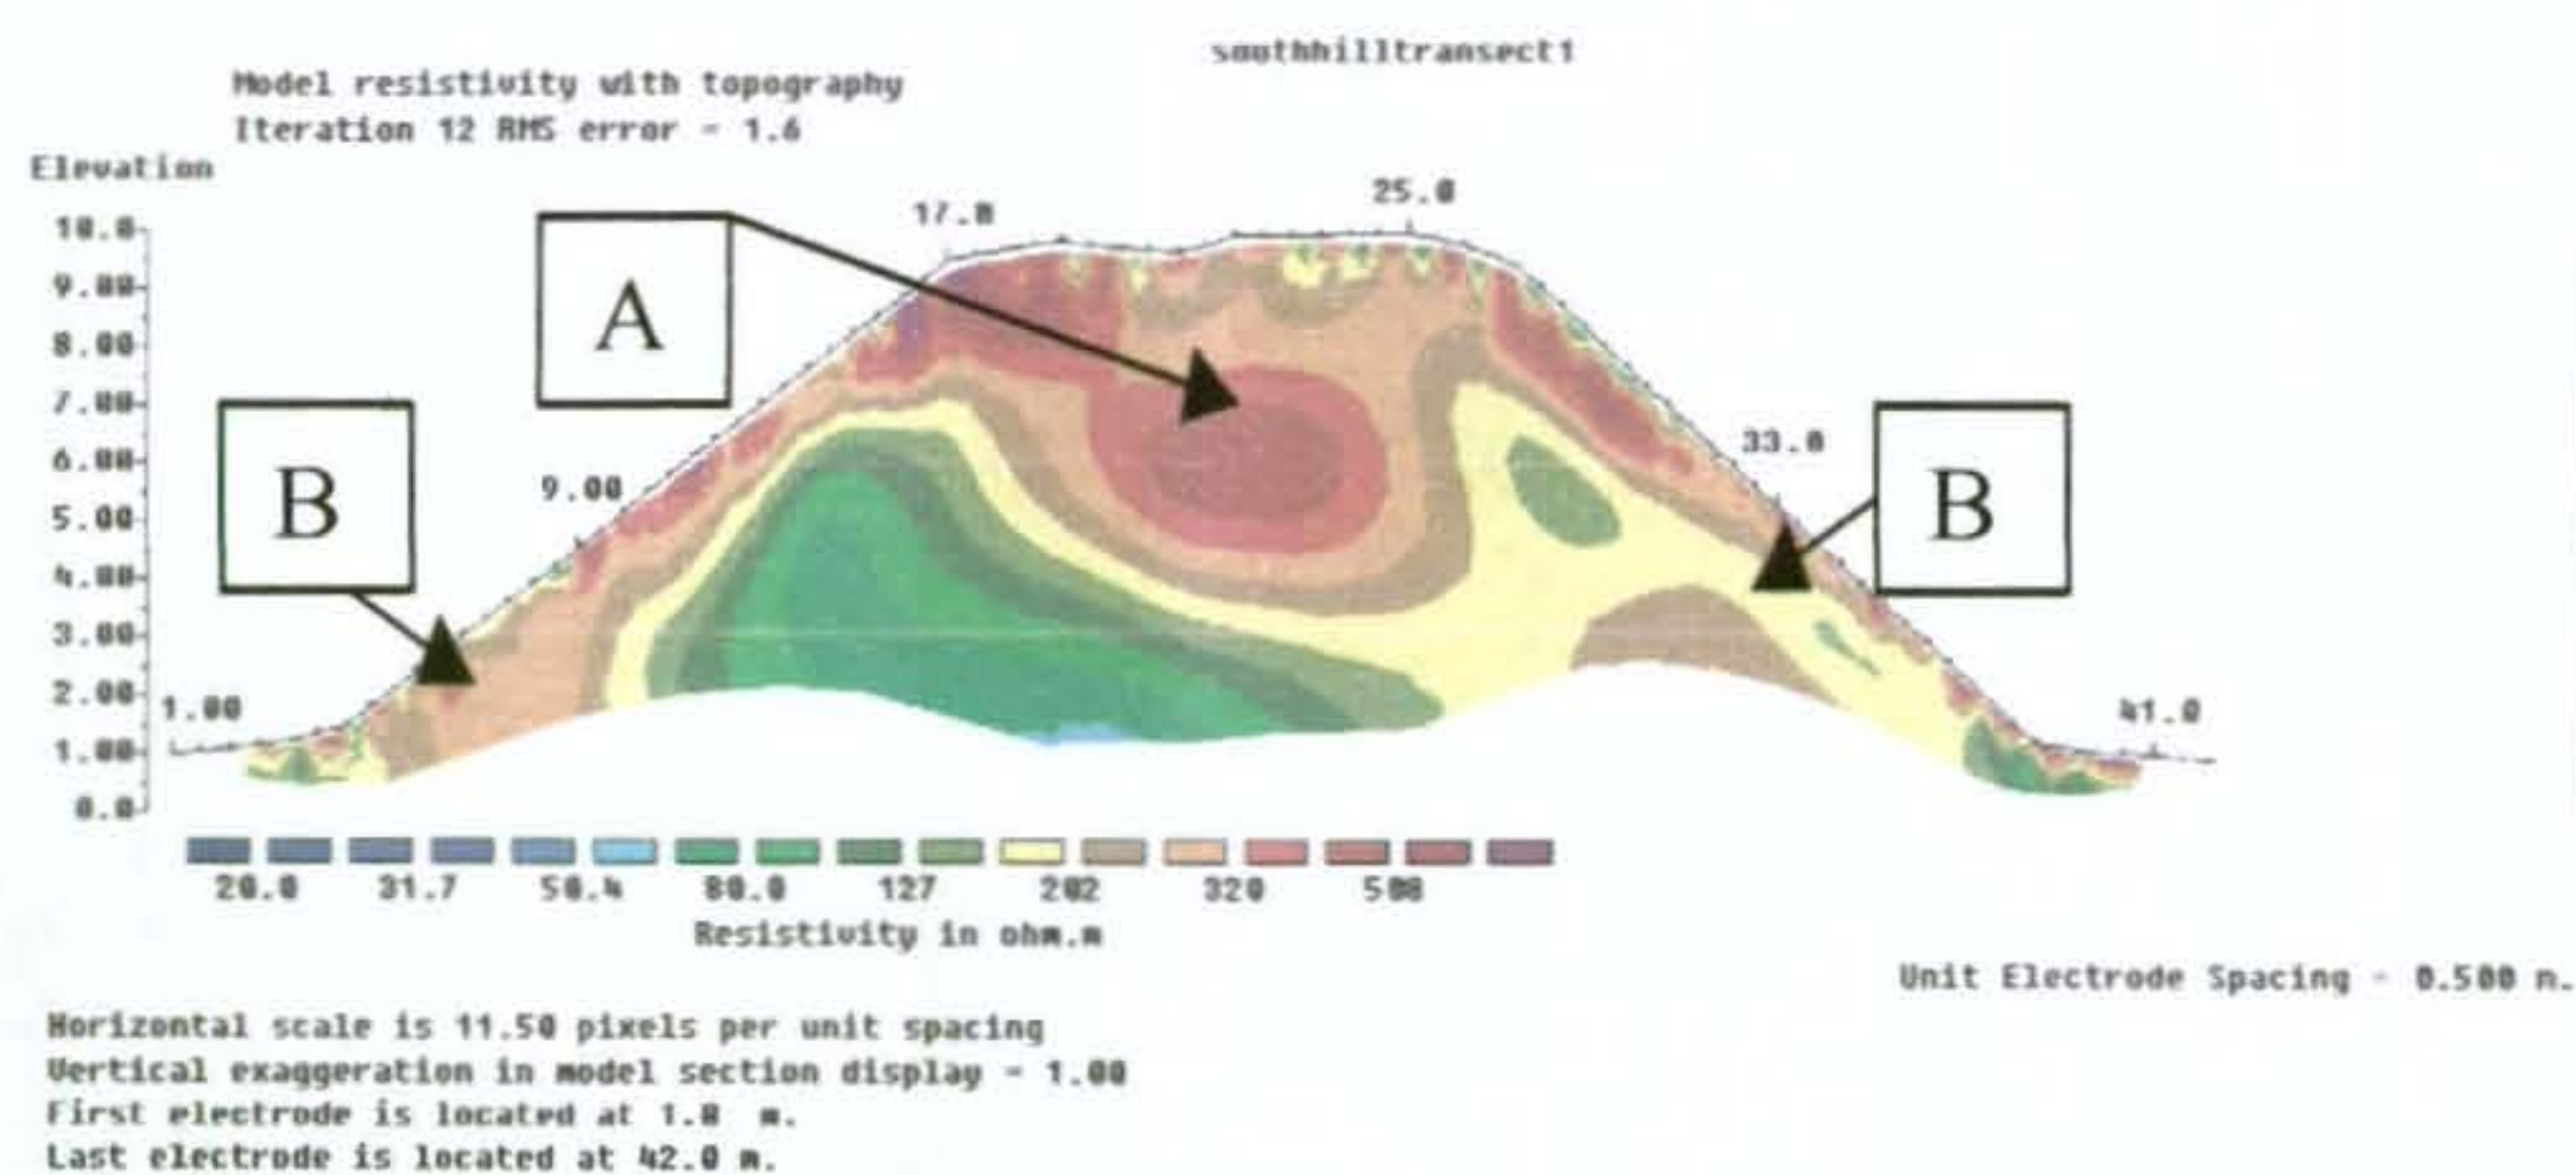 southhilltransect1
Model resistivity with topography
Iteration 12 RMS error = 1.6
Elevation
25.0
17.0
10.0
9.00
A
8.00
7.00
33.0
6.00
B
B
9.00
5.00
4.00
3.00
2.00
1.00
41.0
1.00
0.0
20.0 31.7 50.4 80.0 127 202 320 508
Resistivity in ohm.m
Unit Electrode Spacing = 0.500 m.
Horizontal scale is 11.50 pixels per unit spacing
Vertical exaggeration in model section display = 1.00
First electrode is located at 1.0 m.
Last electrode is located at 42.0 m.